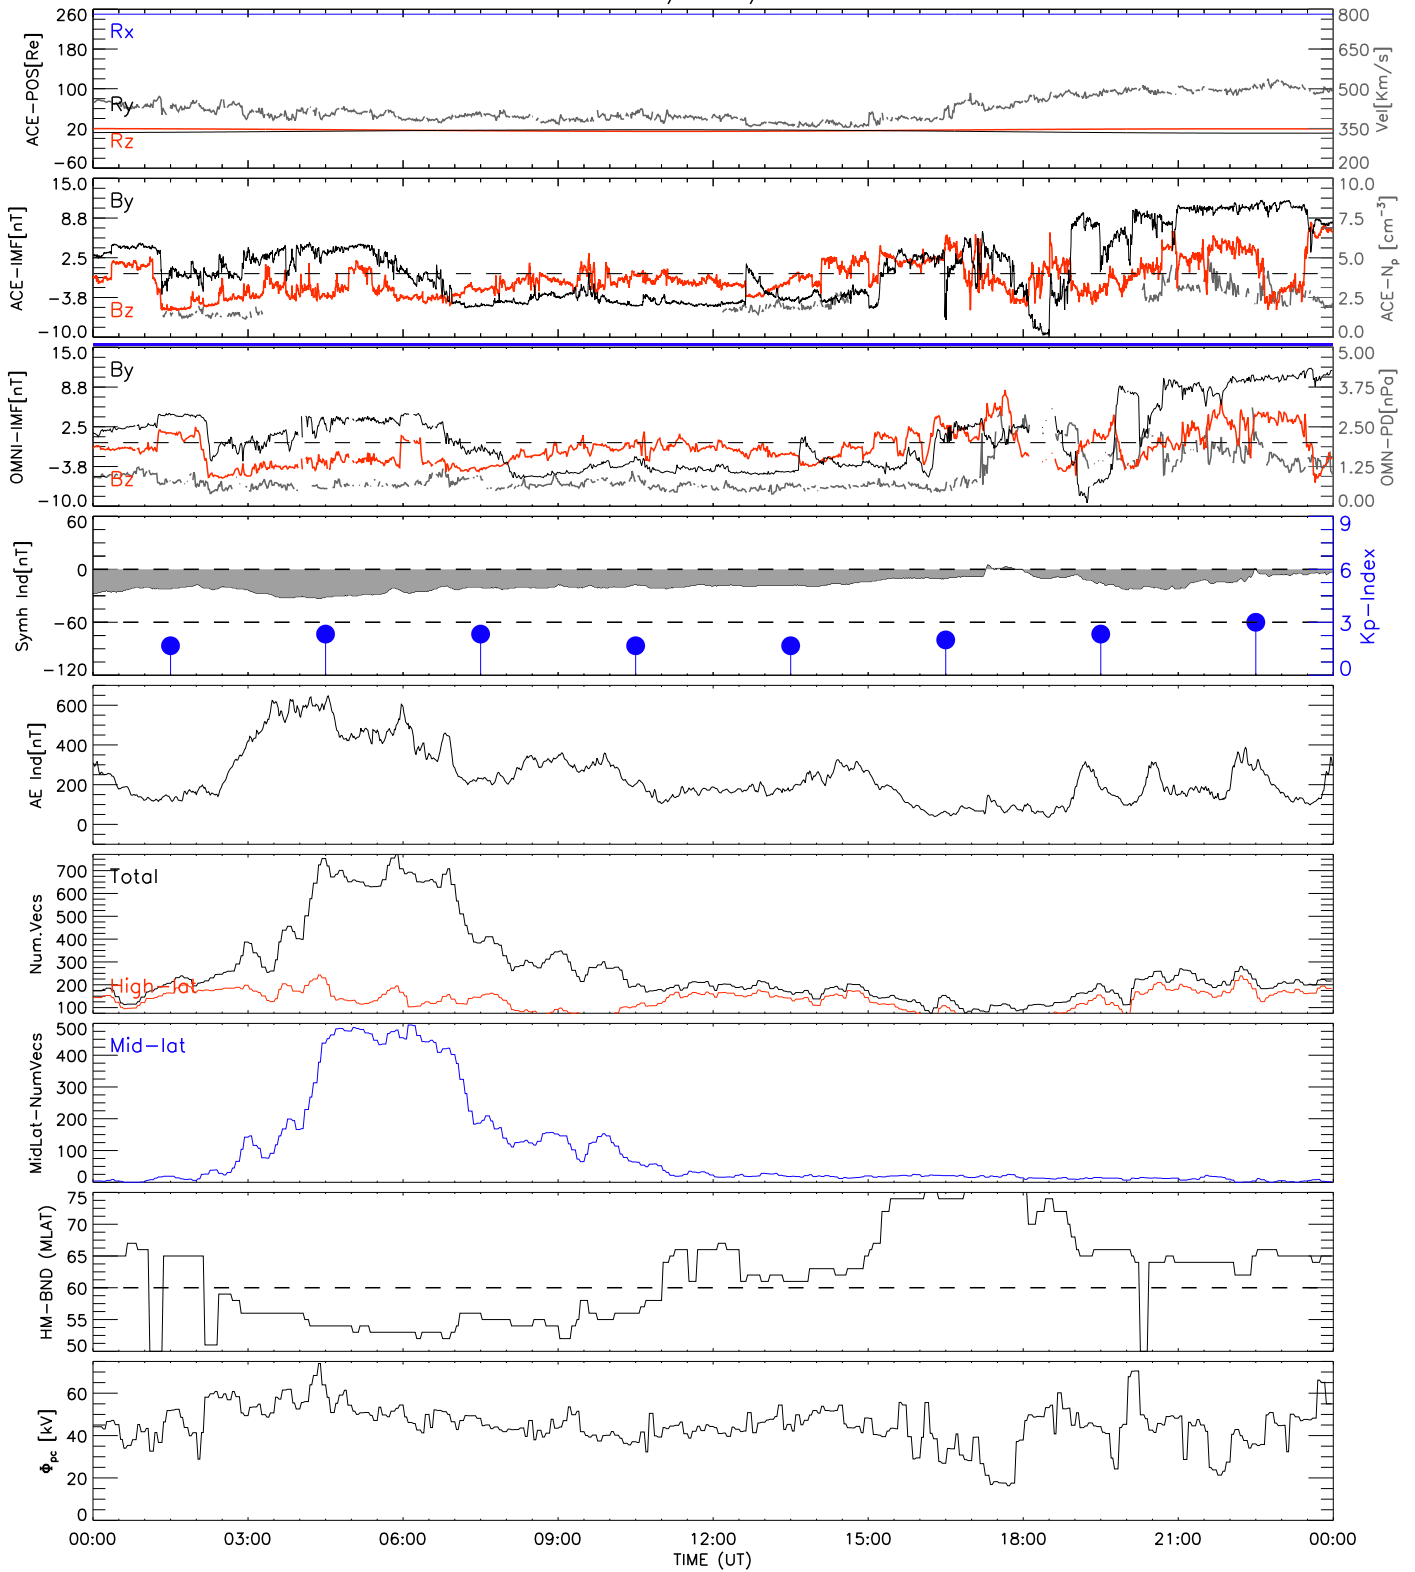 260
180
100
20
−60
ACE−POS[Re]
Rx
Ry
Rz
800
650
500
350
200
Vel[Km/s]
15.0
8.8
2.5
−3.8
−10.0
ACE−IMF[nT]
By
Bz
10.0
7.5
5.0
2.5
0.0
ACE−Np [cm−3]
15.0
8.8
2.5
−3.8
−10.0
OMNI−IMF[nT]
By
Bz
5.00
3.75
2.50
1.25
0.00
OMN−PD[nPa]
60
0
−60
−120
Symh Ind[nT]
9
6
3
0
Kp−Index
600
400
200
0
AE Ind[nT]
700
600
500
400
300
200
100
Num.Vecs
Total
High−lat
500
400
300
200
100
0
MidLat−NumVecs
Mid−lat
75
70
65
60
55
50
HM−BND (MLAT)
60
40
20
0
Φpc [kV]
00:00 03:00 06:00 09:00 12:00 15:00 18:00 21:00 00:00
TIME (UT)